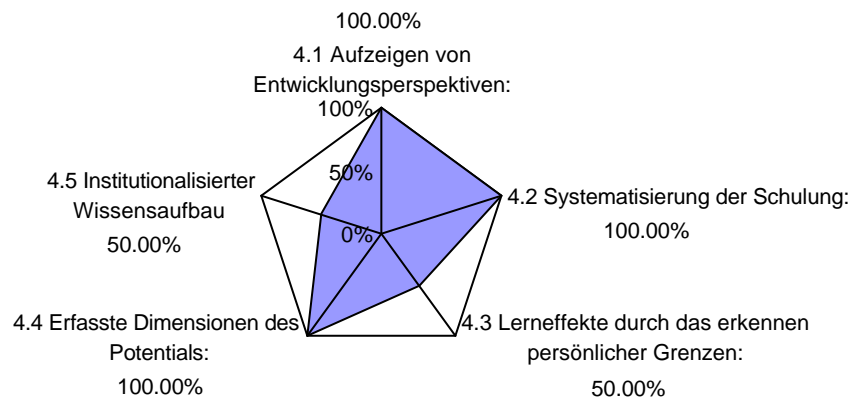 100.00%
4.1 Aufzeigen von
Entwicklungsperspektiven:
100%
50%
0%
4.5 Institutionalisierter
Wissensaufbau
50.00%
4.2 Systematisierung der Schulung:
100.00%
4.4 Erfasste Dimensionen des
Potentials:
100.00%
4.3 Lerneffekte durch das erkennen
persönlicher Grenzen:
50.00%